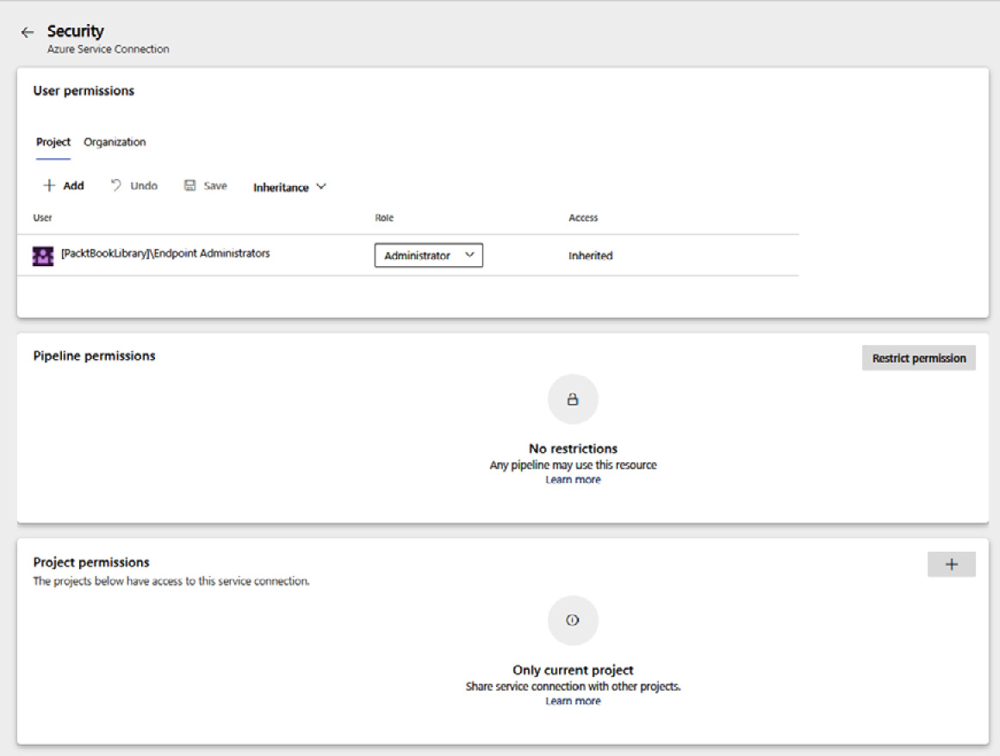 Security
Azure Service Connection
User permissions
Project Organization
Add Undo Save Inheritance
User Role Access
[PacktBookLibrary]\Endpoint Administrators Administrator Inherited
Pipeline permissions
Restrict permission
No restrictions
Any pipeline may use this resource
Learn more
Project permissions
The projects below have access to this service connection.
Only current project
Share service connection with other projects.
Learn more